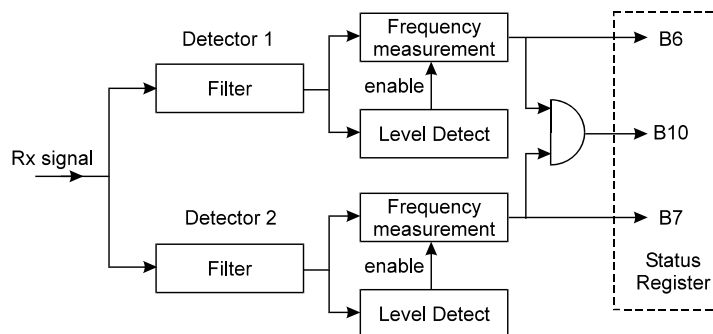 Detector 1
Filter
Frequency
measurement
enable
Level Detect
B6
Rx signal
B10
Detector 2
Filter
Frequency
measurement
enable
Level Detect
B7
Status
Register